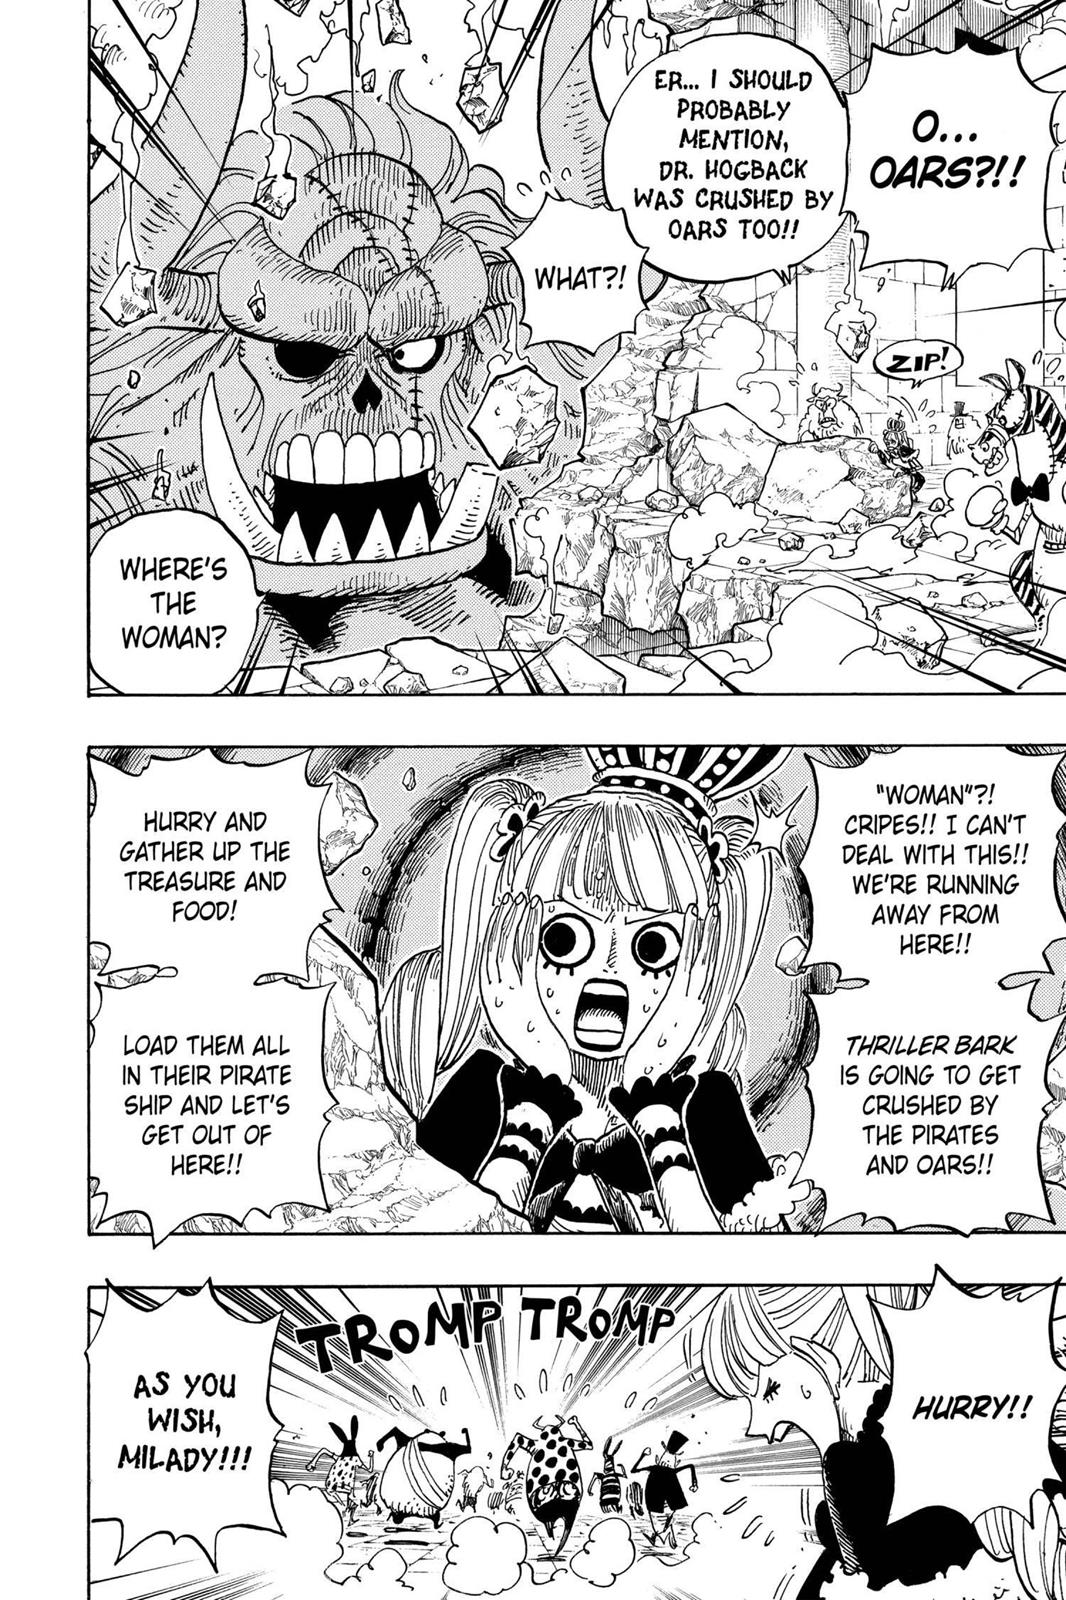 O...
OARS?!!
ER... I SHOULD
PROBABLY
MENTION,
DR. HOGBACK
WAS CRUSHED BY
OARS TOO!!
WHAT?!
ZIP!
WHERE'S
THE
WOMAN?
"WOMAN"?!
CRIPES!! I CAN'T
DEAL WITH THIS!!
WE'RE RUNNING
AWAY FROM
HERE!!
THRILLER BARK
IS GOING TO GET
CRUSHED BY
THE PIRATES
AND OARS!!
HURRY AND
GATHER UP THE
TREASURE AND
FOOD!
LOAD THEM ALL
IN THEIR PIRATE
SHIP AND LET'S
GET OUT OF
HERE!!
HURRY!!
TROMP TROMP
AS YOU
WISH,
MILADY!!!